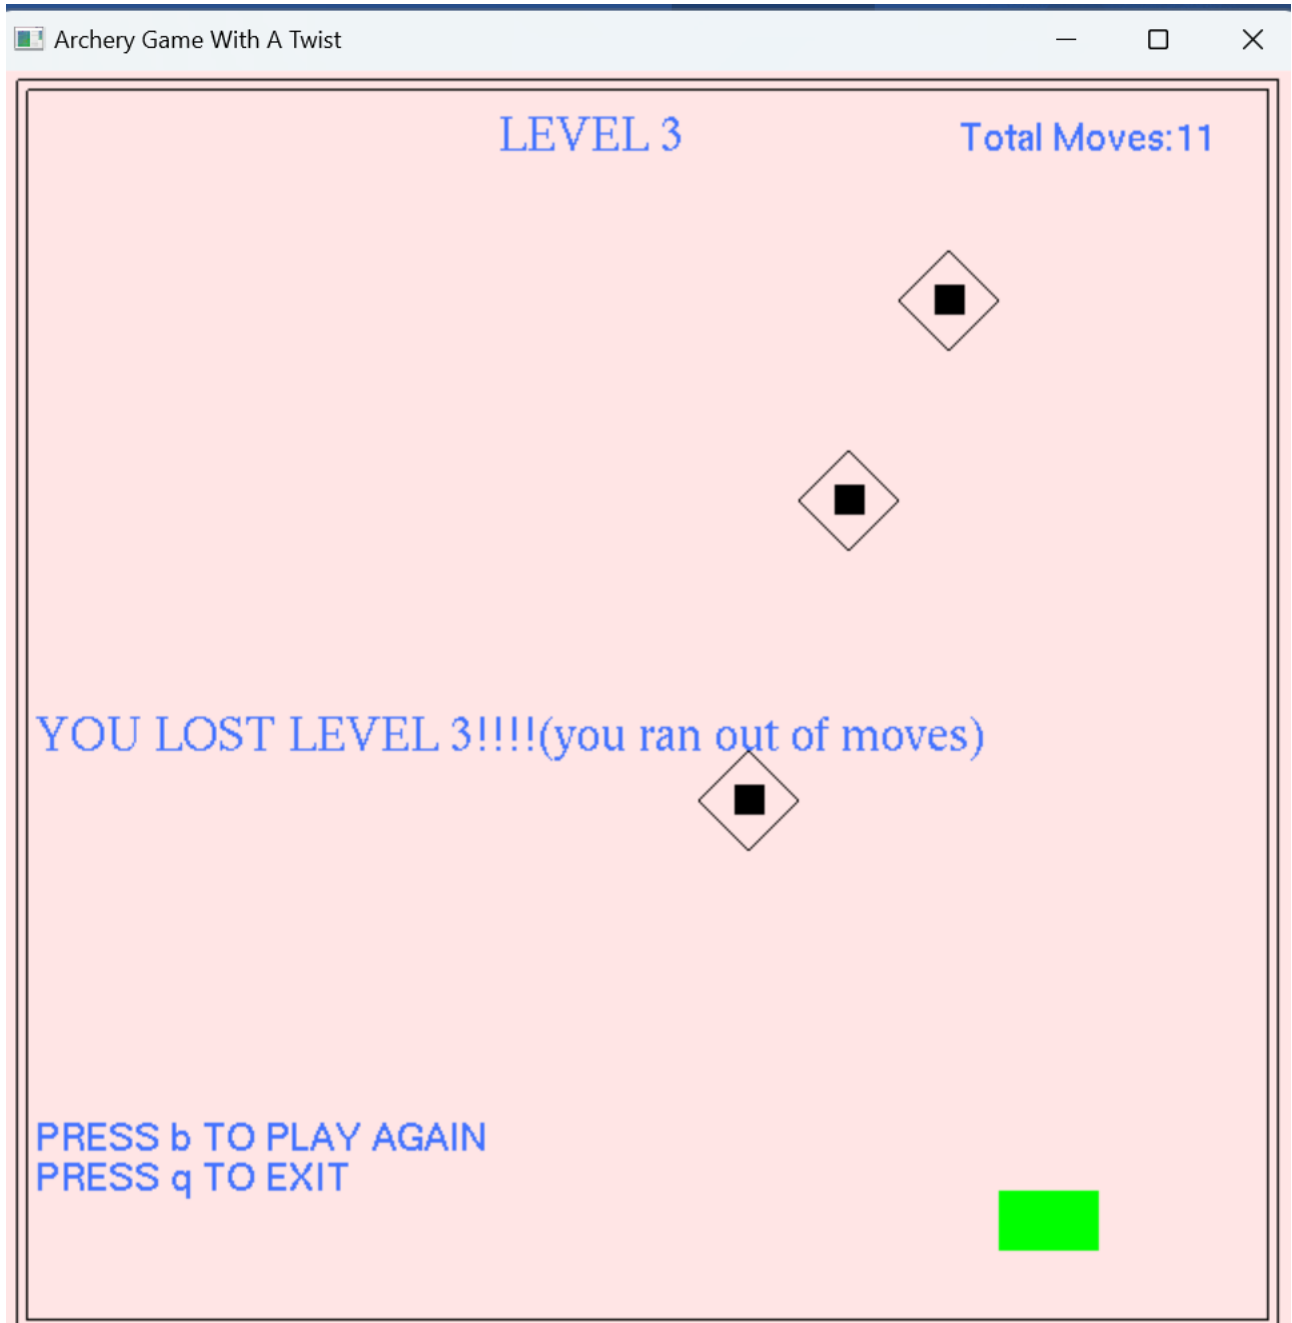 Archery Game With A Twist
LEVEL 3
Total Moves:11
YOU LOST LEVEL 3!!!!(you ran out of moves)
PRESS b TO PLAY AGAIN
PRESS q TO EXIT